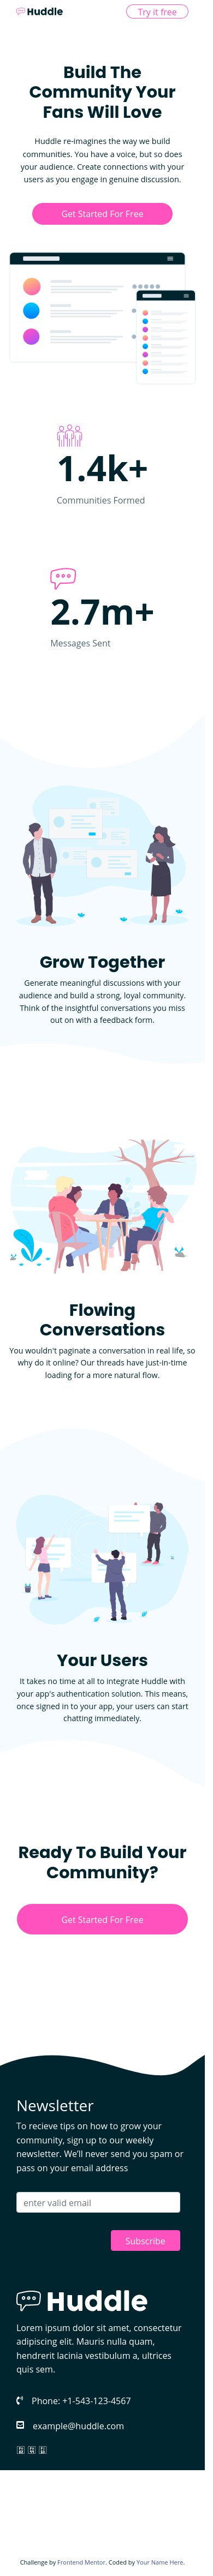 Huddle
Try it free
Build The
Community Your
Fans Will Love
Huddle re-imagines the way we build
communities. You have a voice, but so does
your audience. Create connections with your
users as you engage in genuine discussion.
Get Started For Free
1.4k+
Communities Formed
2.7m+
Messages Sent
Grow Together
Generate meaningful discussions with your
audience and build a strong, loyal community.
Think of the insightful conversations you miss
out on with a feedback form.
Flowing
Conversations
You wouldn't paginate a conversation in real life, so
why do it online? Our threads have just-in-time
loading for a more natural flow.
Your Users
It takes no time at all to integrate Huddle with
your app's authentication solution. This means,
once signed in to your app, your users can start
chatting immediately.
Ready To Build Your
Community?
Get Started For Free
Newsletter
To recieve tips on how to grow your
community, sign up to our weekly
newsletter. We'll never send you spam or
pass on your email address
enter valid email
Subscribe
Huddle
Lorem ipsum dolor sit amet, consectetur
adipiscing elit. Mauris nulla quam,
hendrerit lacinia vestibulum a, ultrices
quis sem.
Phone: +1-543-123-4567
example@huddle.com
Challenge by Frontend Mentor. Coded by Your Name Here.